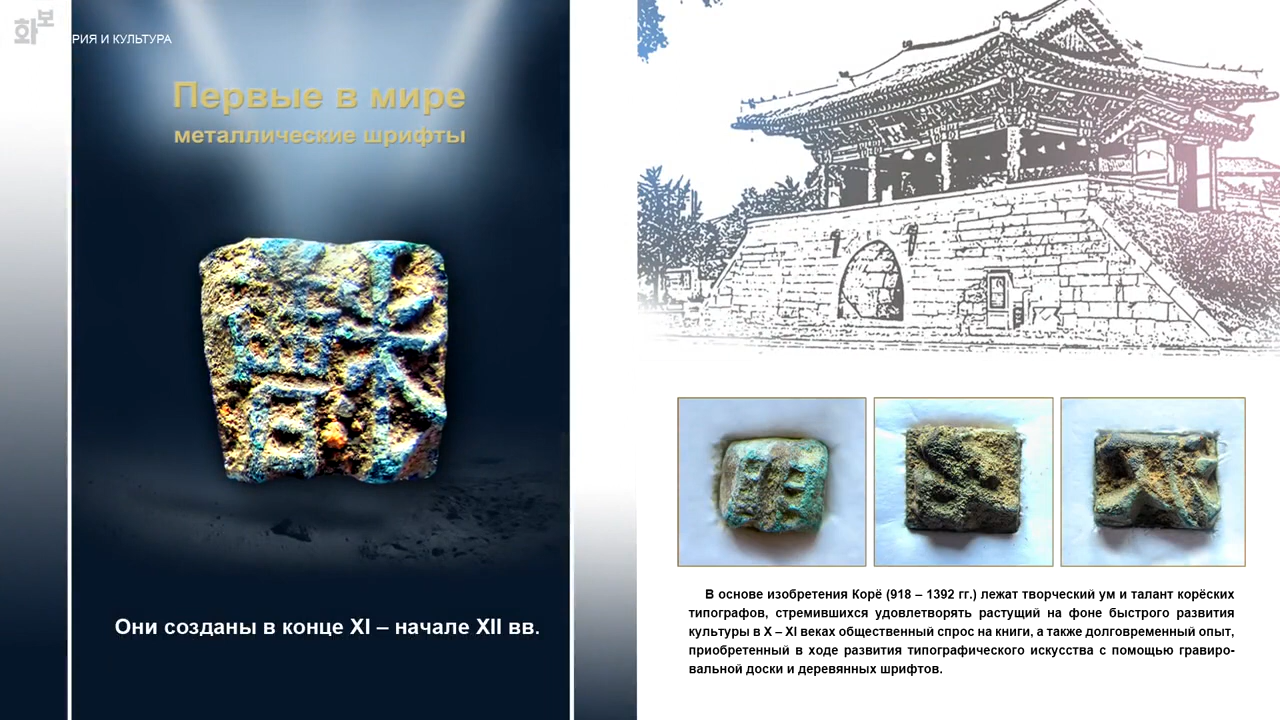 화보
РИЯ И КУЛЬТУРА
Первые в мире
металлические шрифты
Они созданы в конце XI – начале XII вв.
В основе изобретения Корё (918 – 1392 гг.) лежат творческий ум и талант корёских
типографов, стремившихся удовлетворять растущий на фоне быстрого развития
культуры в X – XI веках общественный спрос на книги, а также долговременный опыт,
приобретенный в ходе развития типографического искусства с помощью гравиро-
вальной доски и деревянных шрифтов.